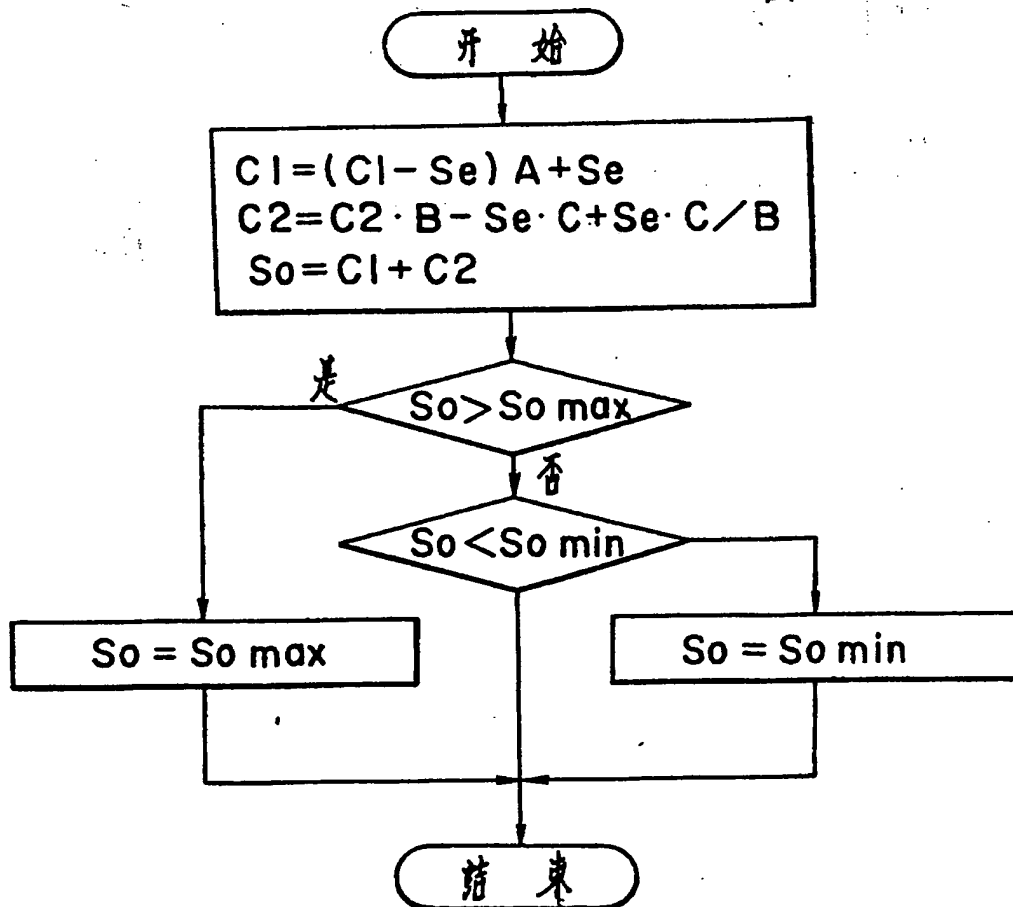 开 始
C1=(C1-Se) A+Se
C2=C2·B-Se·C+Se·C/B
So=C1+C2
是
So>So max
否
So<So min
So = So max
So = So min
结 束